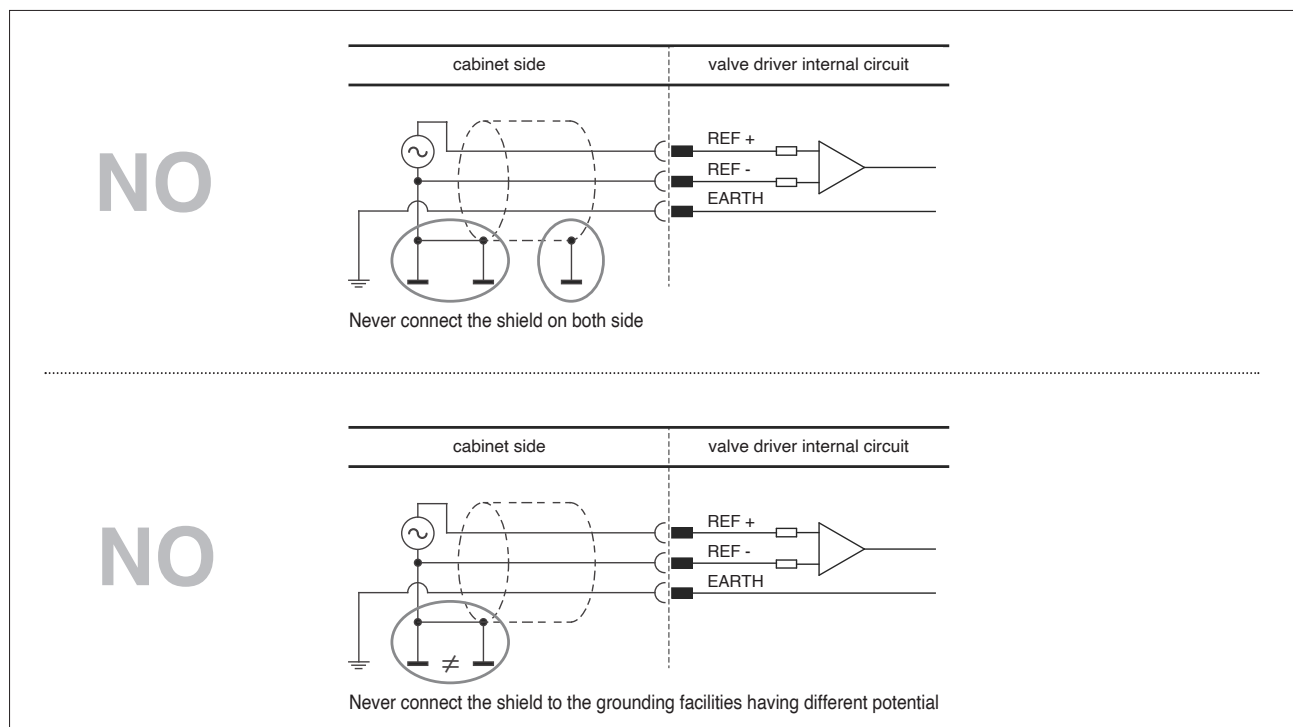 cabinet side valve driver internal circuit
NO
REF +
REF -
EARTH
Never connect the shield on both side
cabinet side valve driver internal circuit
NO
REF +
REF -
EARTH
≠
Never connect the shield to the grounding facilities having different potential